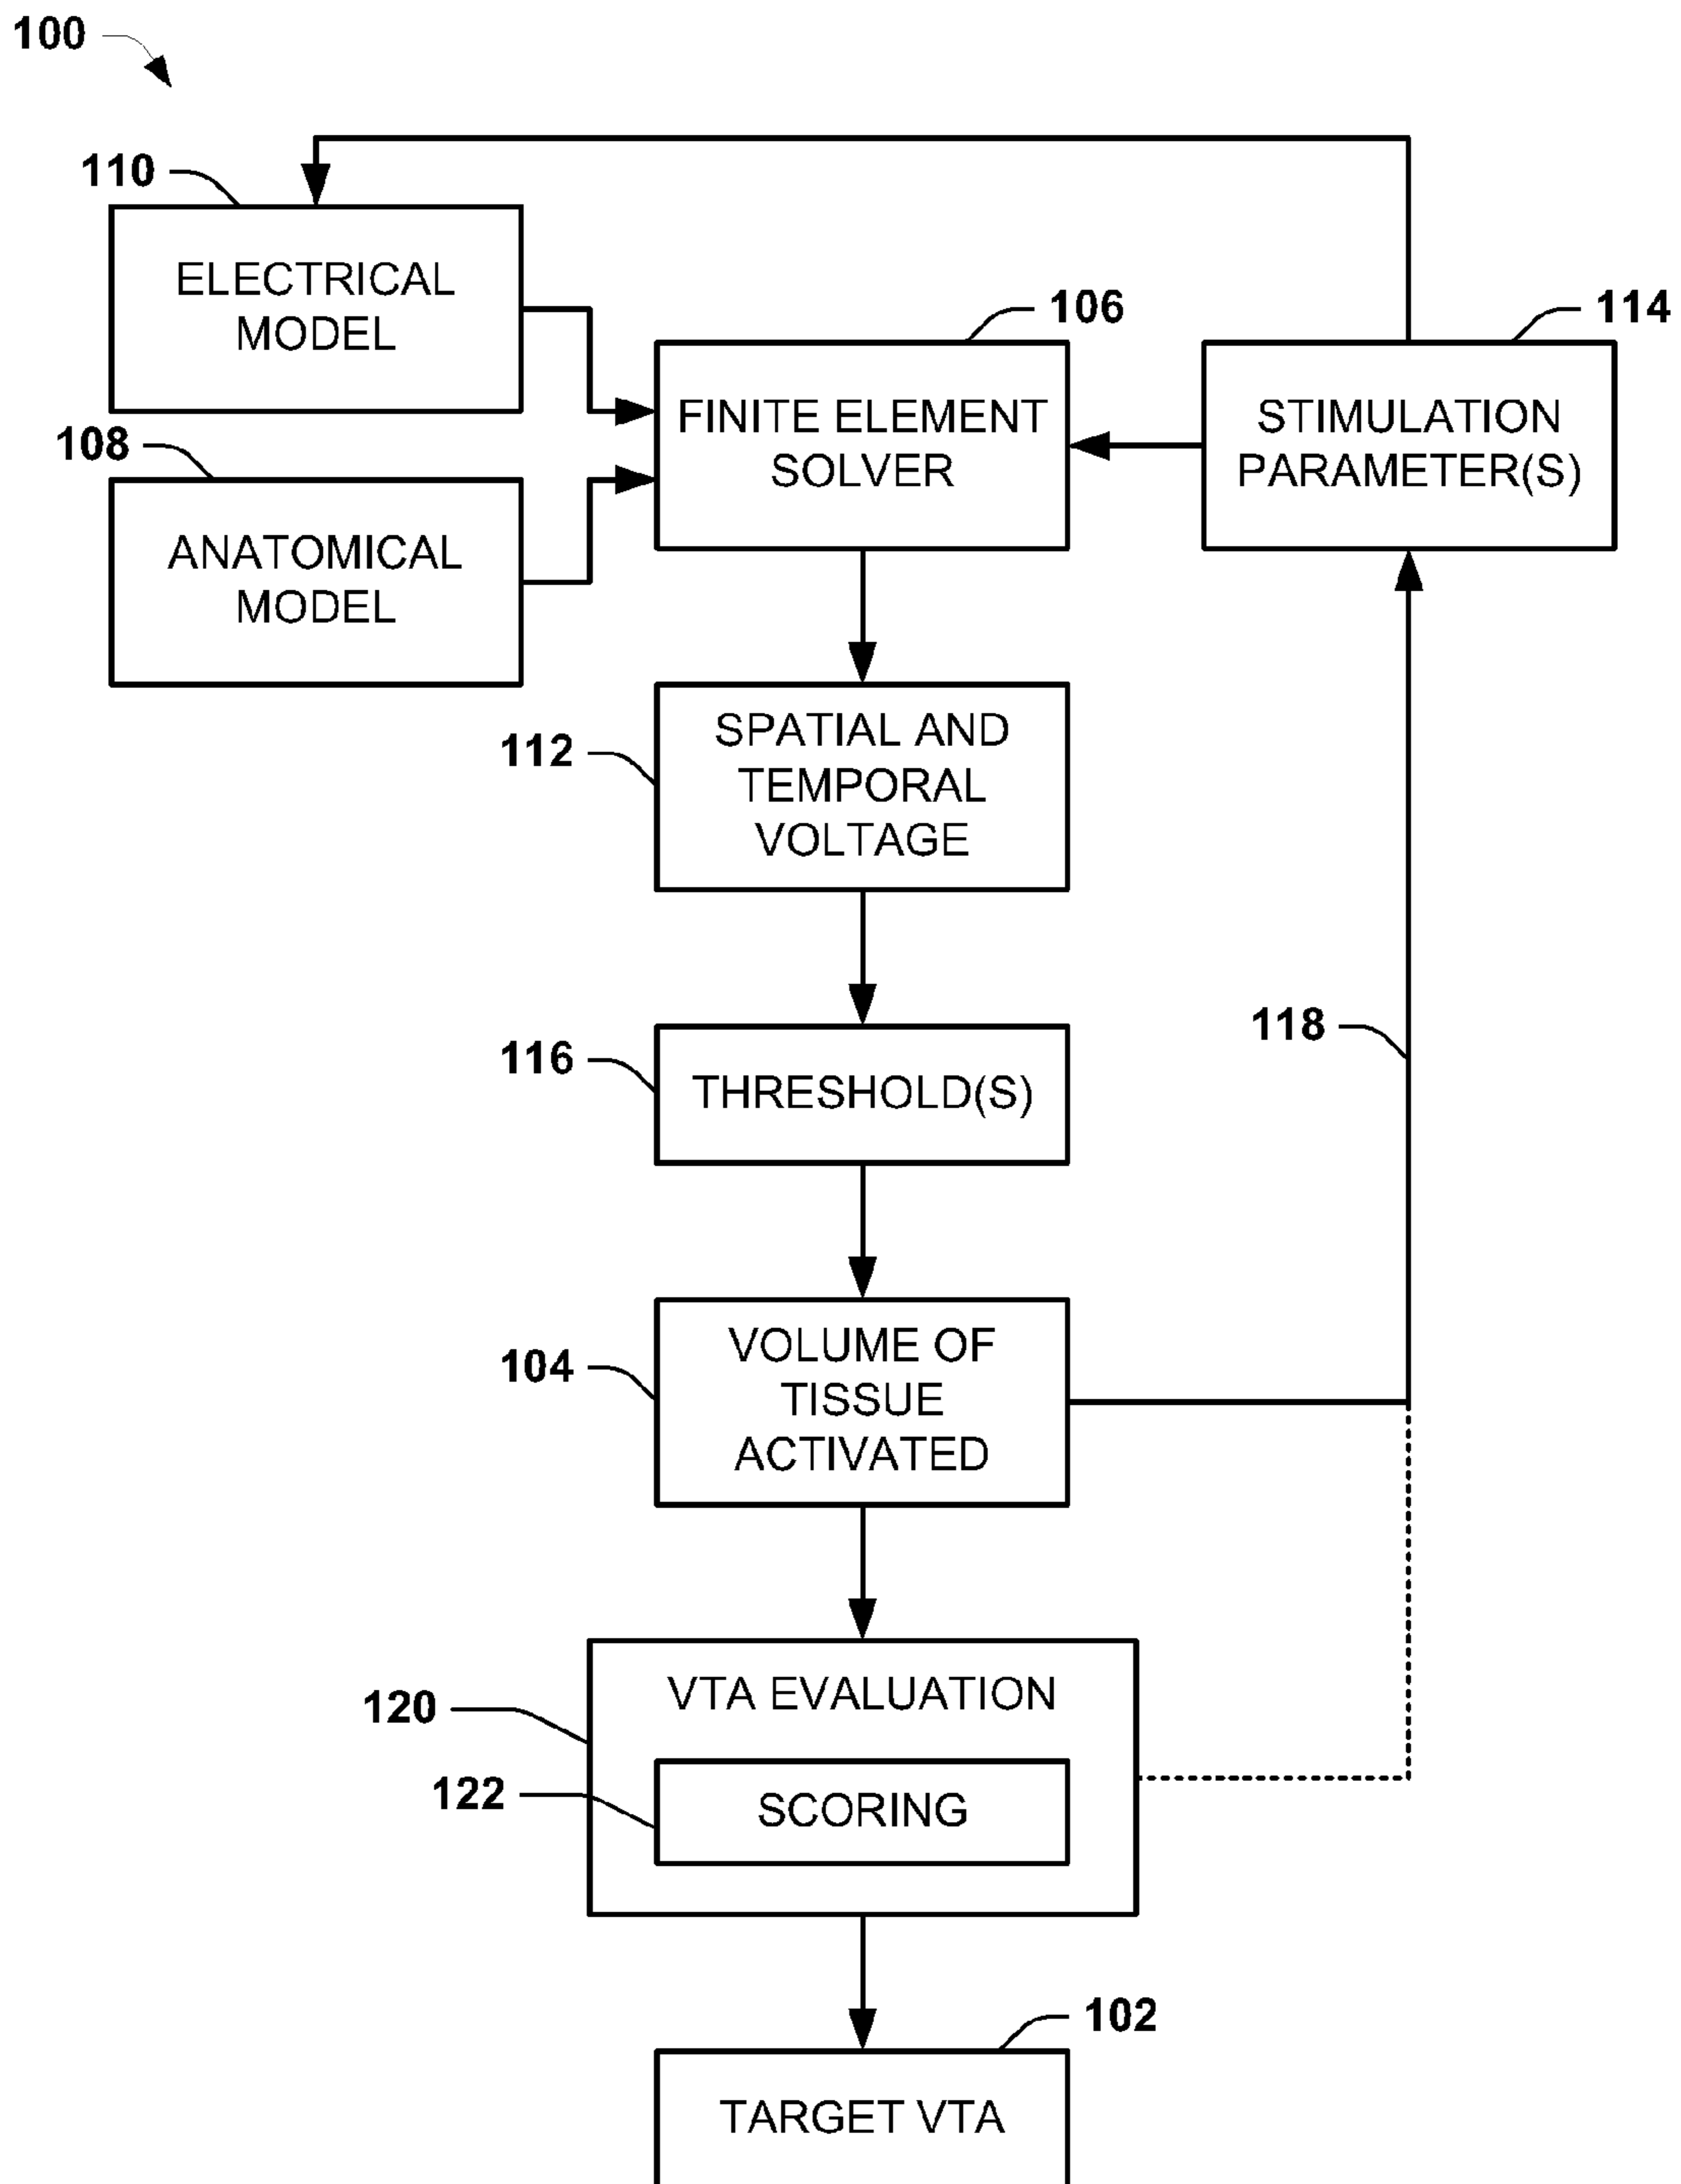 100
110
ELECTRICAL
MODEL
106
114
FINITE ELEMENT
SOLVER
STIMULATION
PARAMETER(S)
108
ANATOMICAL
MODEL
112
SPATIAL AND
TEMPORAL
VOLTAGE
118
116
THRESHOLD(S)
104
VOLUME OF
TISSUE
ACTIVATED
120
VTA EVALUATION
122
SCORING
102
TARGET VTA